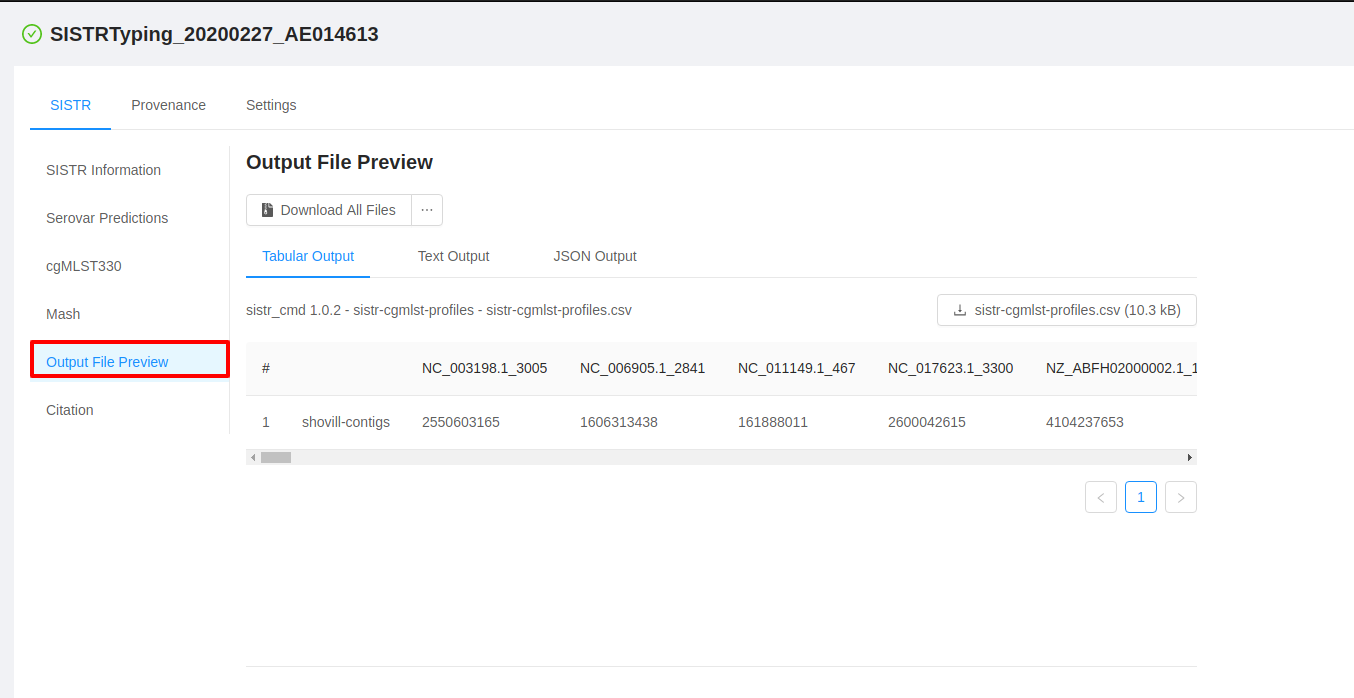 SISTRTyping_20200227_AE014613
SISTR Provenance Settings
SISTR Information
Serovar Predictions
cgMLST330
Mash
Output File Preview
Citation
Output File Preview
Download All Files ···
Tabular Output Text Output JSON Output
sistr_cmd 1.0.2 - sistr-cgmlst-profiles - sistr-cgmlst-profiles.csv sistr-cgmlst-profiles.csv (10.3 kB)
# NC_003198.1_3005 NC_006905.1_2841 NC_011149.1_467 NC_017623.1_3300 NZ_ABFH02000002.1_1
1 shovill-contigs 2550603165 1606313438 161888011 2600042615 4104237653
< 1 >